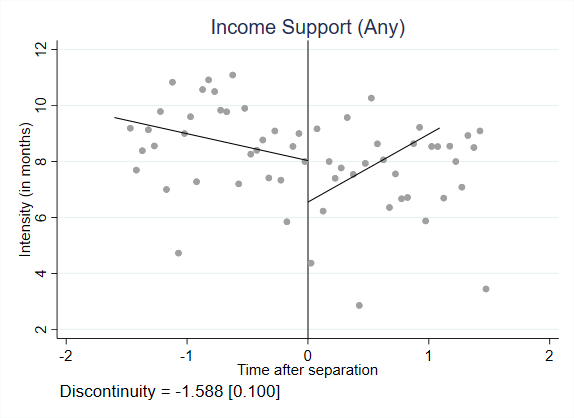 Income Support (Any)
Intensity (in months)
12
10
8
6
4
2
-2
-1
0
1
2
Time after separation
Discontinuity = -1.588 [0.100]